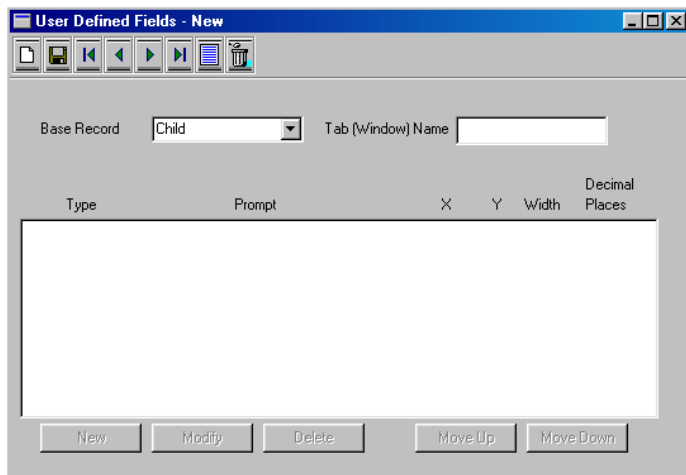 User Defined Fields - New
Base Record Child Tab (Window) Name
Type Prompt X Y Width Decimal Places
New Modify Delete Move Up Move Down